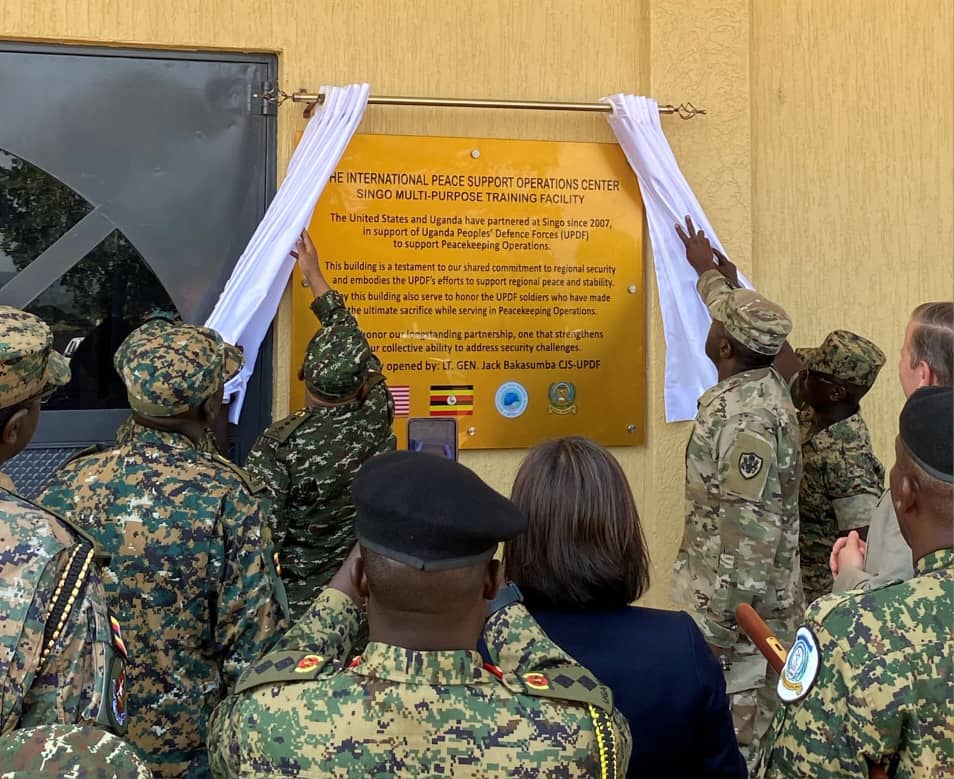 HE INTERNATIONAL PEACE SUPPORT OPERATIONS CENTER
SINGO MULTI-PURPOSE TRAINING FACILITY
The United States and Uganda have partnered at Singo since 2007,
in support of Uganda Peoples' Defence Forces (UPDF)
to support Peacekeeping Operations.
This building is a testament to our shared commitment to regional security
and embodies the UPDF's efforts to support regional peace and stability.
ay this building also serve to honor the UPDF soldiers who have made
the ultimate sacrifice while serving in Peacekeeping Operations.
honor our longstanding partnership, one that strengthens
ur collective ability to address security challenges.
y opened by: LT. GEN. Jack Bakasumba CJS-UPDF